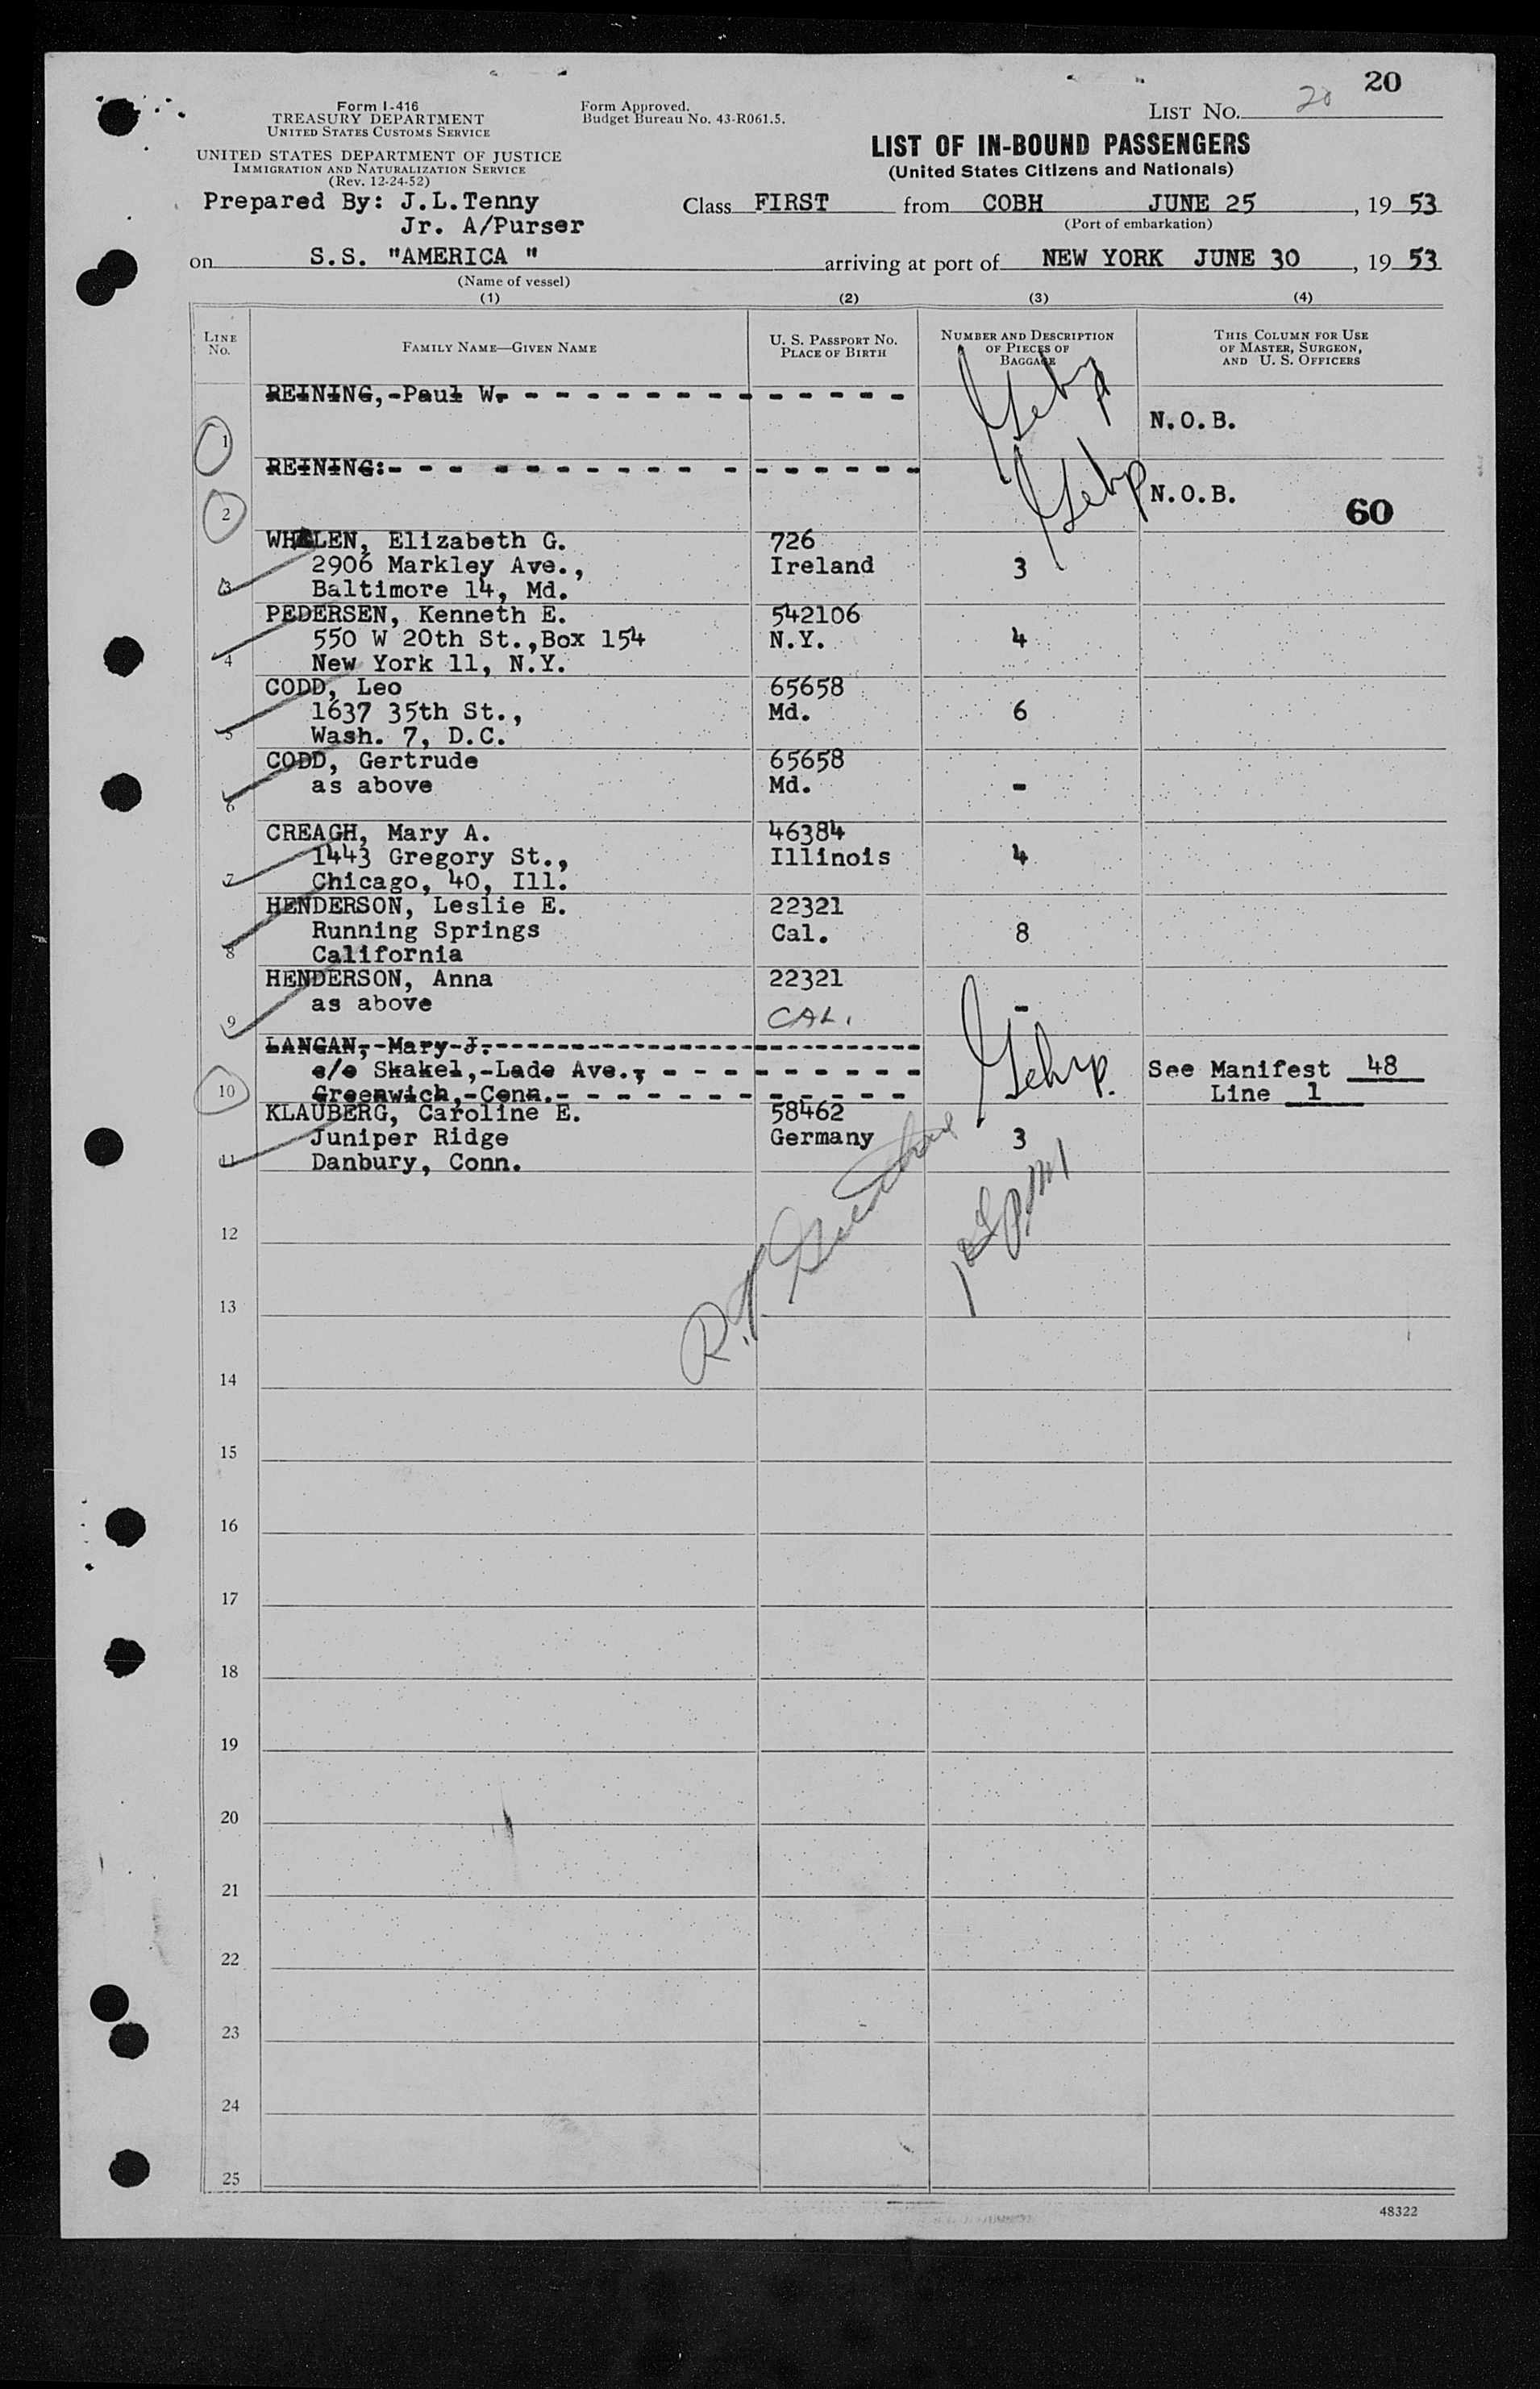 20
Form I-416
TREASURY DEPARTMENT
UNITED STATES CUSTOMS SERVICE
Form Approved.
Budget Bureau No. 43-R061.5.
LIST No. 20
UNITED STATES DEPARTMENT OF JUSTICE
IMMIGRATION AND NATURALIZATION SERVICE
(Rev. 12-24-52)
LIST OF IN-BOUND PASSENGERS
(United States Citizens and Nationals)
Prepared By: J.L.Tenny
Jr. A/Purser
Class FIRST from COBH JUNE 25, 19 53
(Port of embarkation)
on S.S. "AMERICA " arriving at port of NEW YORK JUNE 30, 19 53
(Name of vessel)
(1) (2) (3) (4)
LINE No. FAMILY NAME—GIVEN NAME U. S. PASSPORT No. PLACE OF BIRTH NUMBER AND DESCRIPTION OF PIECES OF BAGGAGE THIS COLUMN FOR USE OF MASTER, SURGEON, AND U. S. OFFICERS
REINING,-Paul W.- - - - - - - - - - - - -
1 N.O.B.
REINING:- - - - - - - - - - - - - - - -
2 N.O.B. 60
WHELEN, Elizabeth G. 726
2906 Markley Ave., Ireland 3
3 Baltimore 14, Md.
PEDERSEN, Kenneth E. 542106
550 W 20th St.,Box 154 N.Y. 4
4 New York 11, N.Y.
CODD, Leo 65658
1637 35th St., Md. 6
5 Wash. 7, D.C.
CODD, Gertrude 65658
as above Md. -
6
CREAGH, Mary A. 46384
1443 Gregory St., Illinois 4
7 Chicago, 40, Ill.
HENDERSON, Leslie E. 22321
Running Springs Cal. 8
8 California
HENDERSON, Anna 22321
as above CAL. -
9
LANGAN,-Mary-J.--------------------
c/o Skakel,-Lade Ave.,- - - - - - - - - See Manifest 48
10 Greenwich,-Conn.- - - - - - - - - - - Line 1
KLAUBERG, Caroline E. 58462
Juniper Ridge Germany 3
11 Danbury, Conn.
12
13
14
15
16
17
18
19
20
21
22
23
24
25
48322